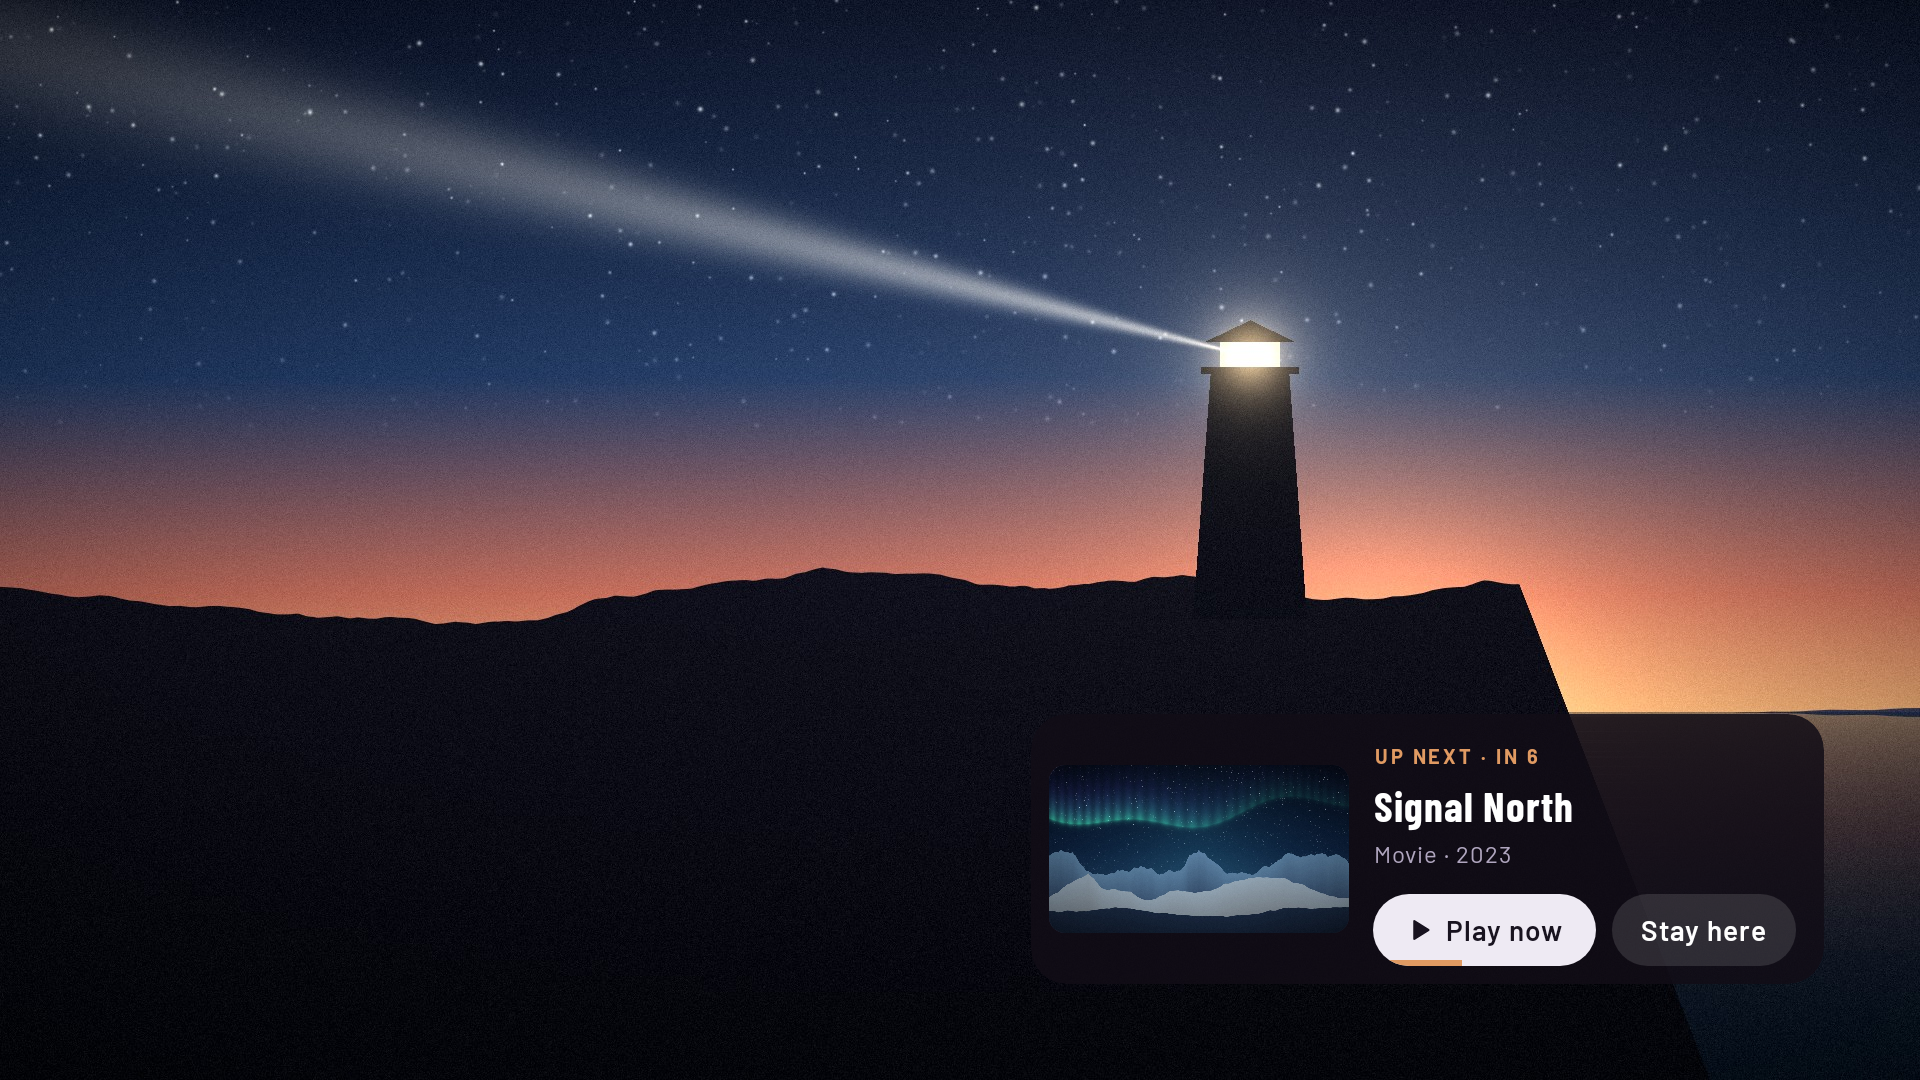 UP NEXT · IN 6
Signal North
Movie · 2023
Play now
Stay here